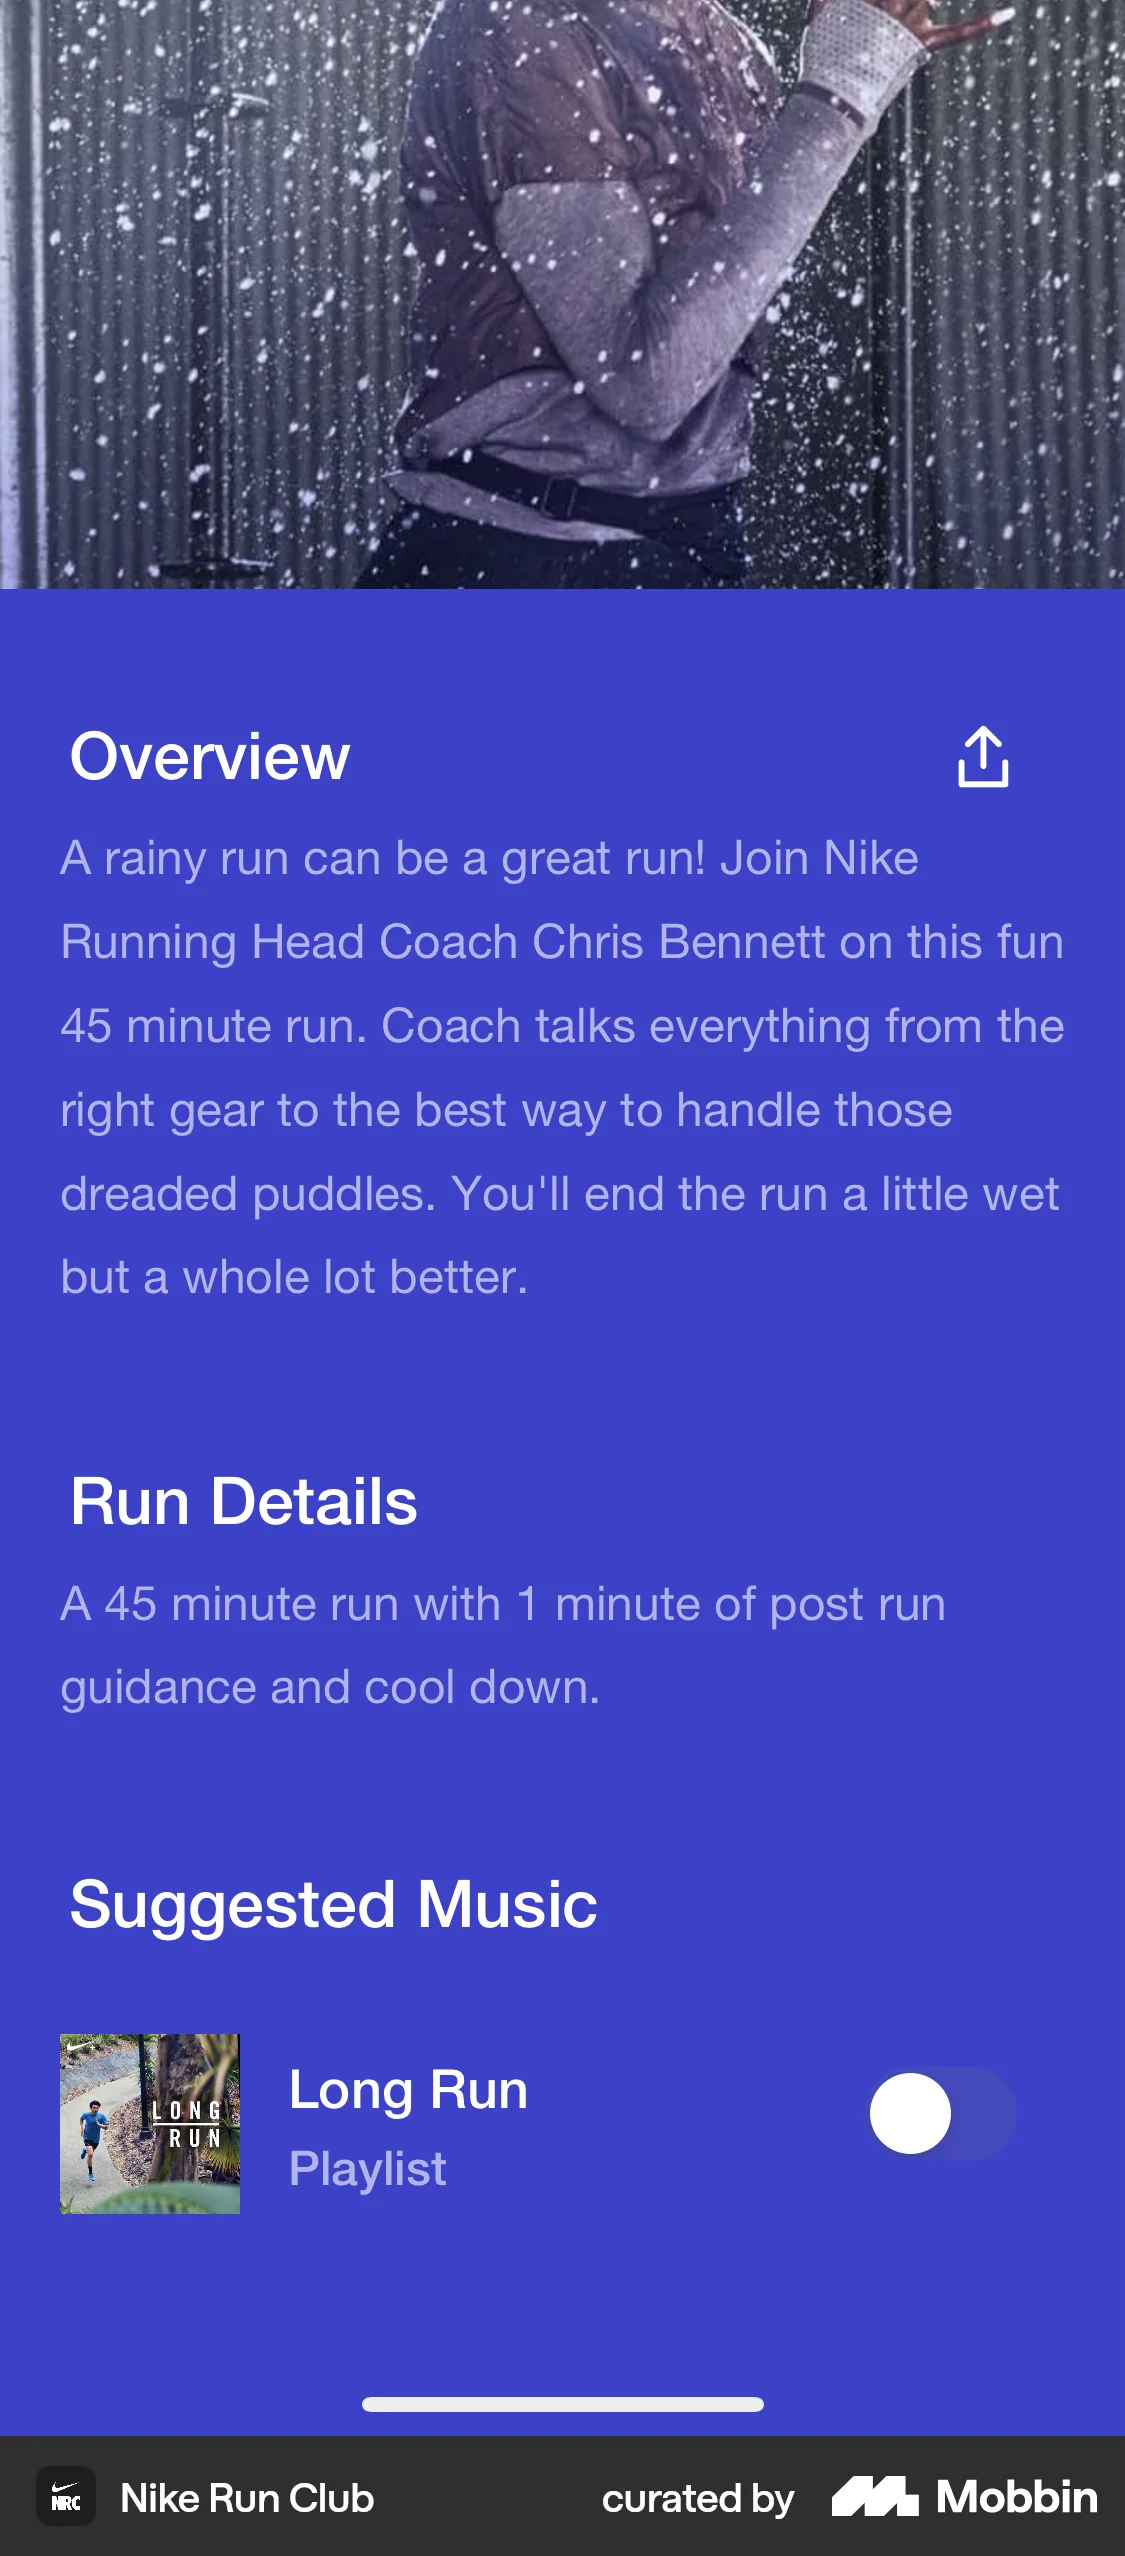 Overview
A rainy run can be a great run! Join Nike
Running Head Coach Chris Bennett on this fun
45 minute run. Coach talks everything from the
right gear to the best way to handle those
dreaded puddles. You'll end the run a little wet
but a whole lot better.
Run Details
A 45 minute run with 1 minute of post run
guidance and cool down.
Suggested Music
LONG
RUN
Long Run
Playlist
NRC
Nike Run Club
curated by
Mobbin